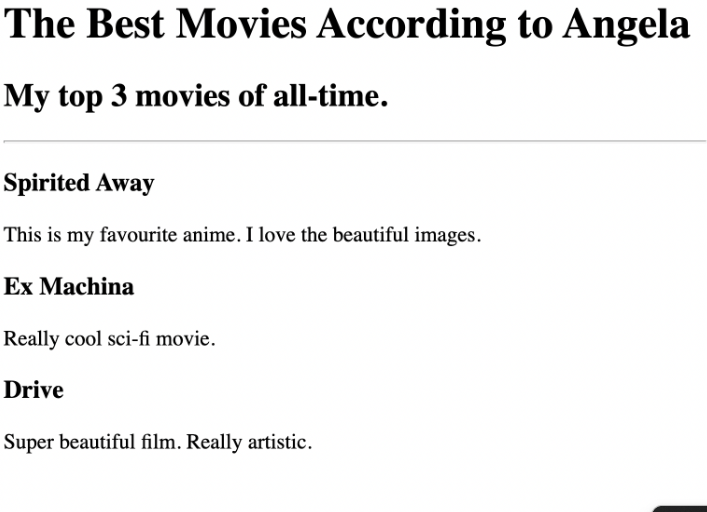 The Best Movies According to Angela
My top 3 movies of all-time.
Spirited Away
This is my favourite anime. I love the beautiful images.
Ex Machina
Really cool sci-fi movie.
Drive
Super beautiful film. Really artistic.